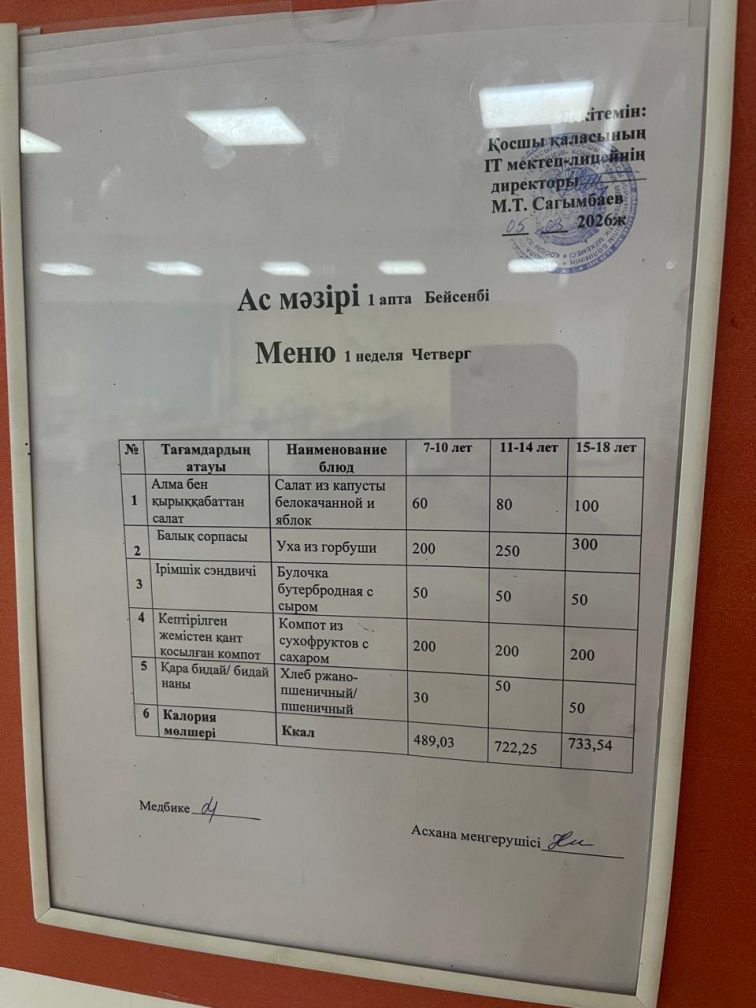 Қосшы қаласының
IT мектеп-лицейнің
директоры
М.Т. Сагымбаев
05 03 2026ж
Ас мәзірі 1 апта Бейсенбі
Меню 1 неделя Четверг
№ Тағамдардың атауы Наименование блюд 7-10 лет 11-14 лет 15-18 лет
1 Алма бен қырыққабаттан салат Салат из капусты белокачанной и яблок 60 80 100
2 Балық сорпасы Уха из горбуши 200 250 300
3 Ірімшік сэндвичі Булочка бутербродная с сыром 50 50 50
4 Кептірілген жемістен қант қосылған компот Компот из сухофруктов с сахаром 200 200 200
5 Қара бидай/ бидай наны Хлеб ржано-пшеничный/ пшеничный 30 50 50
6 Калория мөлшері Ккал 489,03 722,25 733,54
Медбике
Асхана меңгерушісі